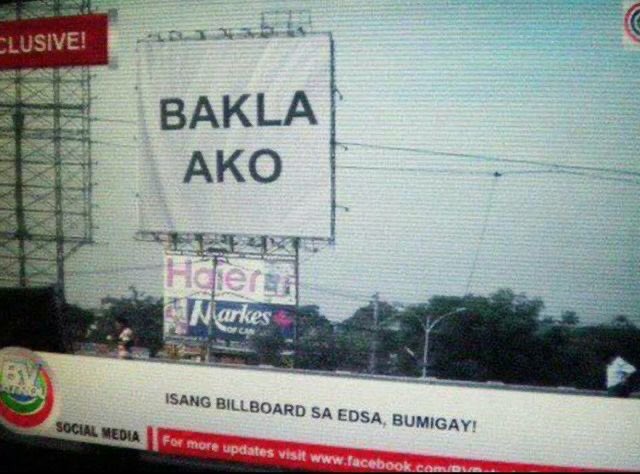 CLUSIVE!
BAKLA
AKO
Haier
Markes
ISANG BILLBOARD SA EDSA, BUMIGAY!
SOCIAL MEDIA
For more updates visit www.facebook.com/